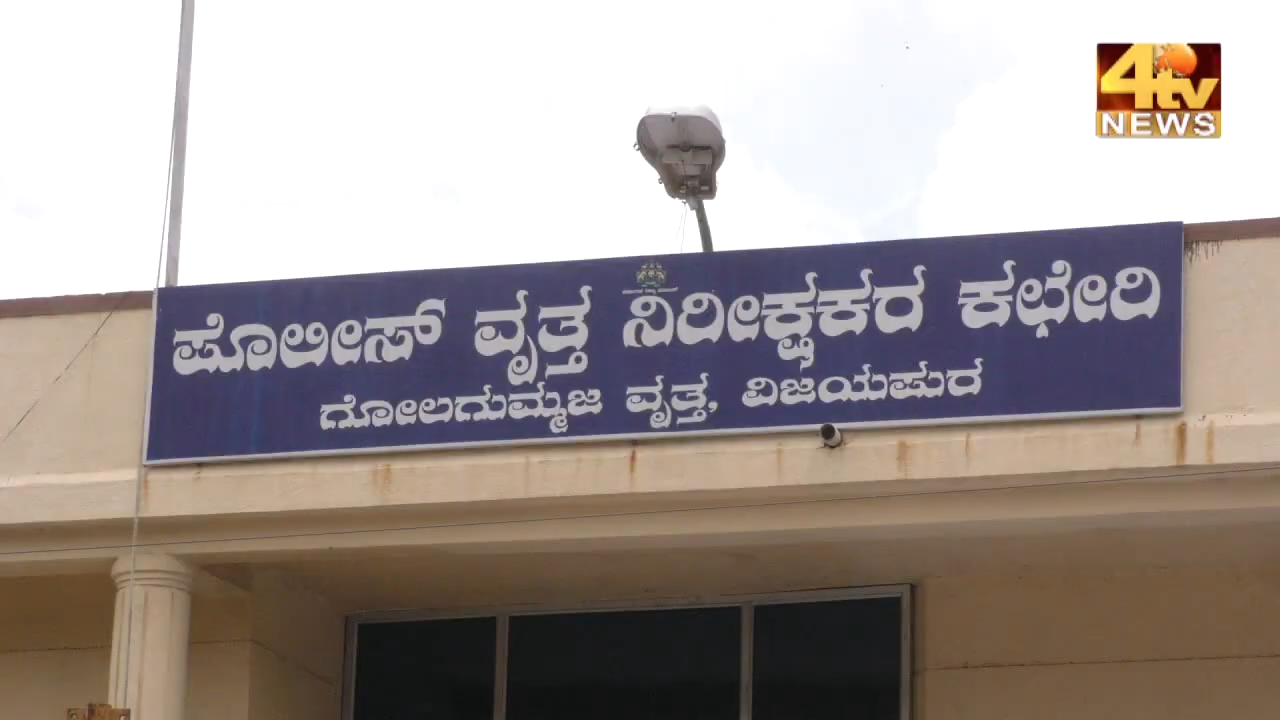 4tv
NEWS
ಪೊಲೀಸ್ ವೃತ್ತ ನಿರೀಕ್ಷಕರ ಕಛೇರಿ
ಗೋಲಗುಮ್ಮಜ ವೃತ್ತ, ವಿಜಯಪುರ